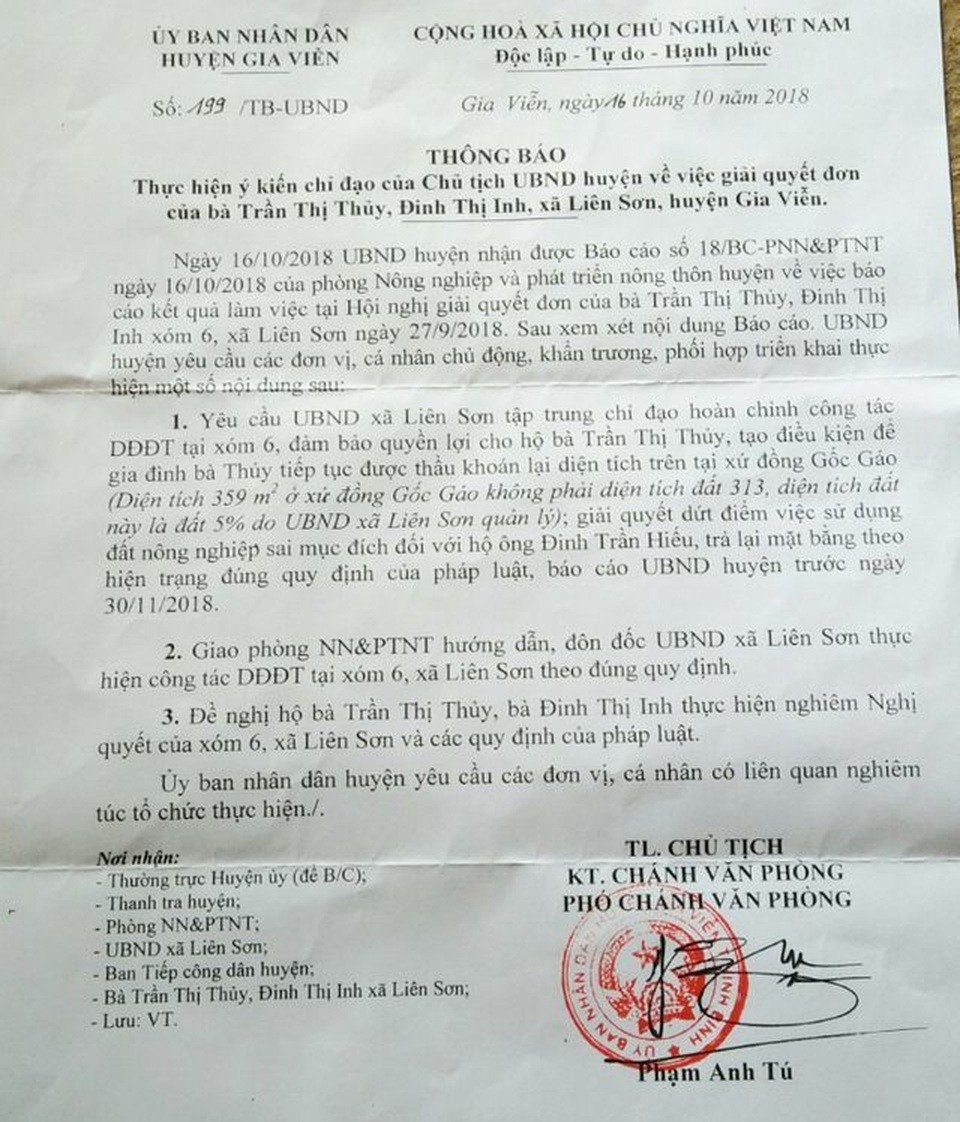 ỦY BAN NHÂN DÂN
HUYỆN GIA VIỄN
CỘNG HOÀ XÃ HỘI CHỦ NGHĨA VIỆT NAM
Độc lập - Tự do - Hạnh phúc
Số: 199 /TB-UBND
Gia Viễn, ngày 16 tháng 10 năm 2018
THÔNG BÁO
Thực hiện ý kiến chỉ đạo của Chủ tịch UBND huyện về việc giải quyết đơn
của bà Trần Thị Thủy, Đinh Thị Inh, xã Liên Sơn, huyện Gia Viễn.
Ngày 16/10/2018 UBND huyện nhận được Báo cáo số 18/BC-PNN&PTNT
ngày 16/10/2018 của phòng Nông nghiệp và phát triển nông thôn huyện về việc báo
cáo kết quả làm việc tại Hội nghị giải quyết đơn của bà Trần Thị Thủy, Đinh Thị
Inh xóm 6, xã Liên Sơn ngày 27/9/2018. Sau xem xét nội dung Báo cáo. UBND
huyện yêu cầu các đơn vị, cá nhân chủ động, khẩn trương, phối hợp triển khai thực
hiện một số nội dung sau:
1. Yêu cầu UBND xã Liên Sơn tập trung chỉ đạo hoàn chỉnh công tác
DĐĐT tại xóm 6, đảm bảo quyền lợi cho hộ bà Trần Thị Thủy, tạo điều kiện để
gia đình bà Thủy tiếp tục được thầu khoán lại diện tích trên tại xứ đồng Gốc Gáo
(Diện tích 359 m² ở xứ đồng Gốc Gáo không phải diện tích đất 313, diện tích đất
này là đất 5% do UBND xã Liên Sơn quản lý); giải quyết dứt điểm việc sử dụng
đất nông nghiệp sai mục đích đối với hộ ông Đinh Trần Hiếu, trả lại mặt bằng theo
hiện trạng đúng quy định của pháp luật, báo cáo UBND huyện trước ngày
30/11/2018.
2. Giao phòng NN&PTNT hướng dẫn, đôn đốc UBND xã Liên Sơn thực
hiện công tác DĐĐT tại xóm 6, xã Liên Sơn theo đúng quy định.
3. Đề nghị hộ bà Trần Thị Thủy, bà Đinh Thị Inh thực hiện nghiêm Nghị
quyết của xóm 6, xã Liên Sơn và các quy định của pháp luật.
Ủy ban nhân dân huyện yêu cầu các đơn vị, cá nhân có liên quan nghiêm
túc tổ chức thực hiện./.
Nơi nhận:
- Thường trực Huyện ủy (để B/C);
- Thanh tra huyện;
- Phòng NN&PTNT;
- UBND xã Liên Sơn;
- Ban Tiếp công dân huyện;
- Bà Trần Thị Thủy, Đinh Thị Inh xã Liên Sơn;
- Lưu: VT.
TL. CHỦ TỊCH
KT. CHÁNH VĂN PHÒNG
PHÓ CHÁNH VĂN PHÒNG
Phạm Anh Tú